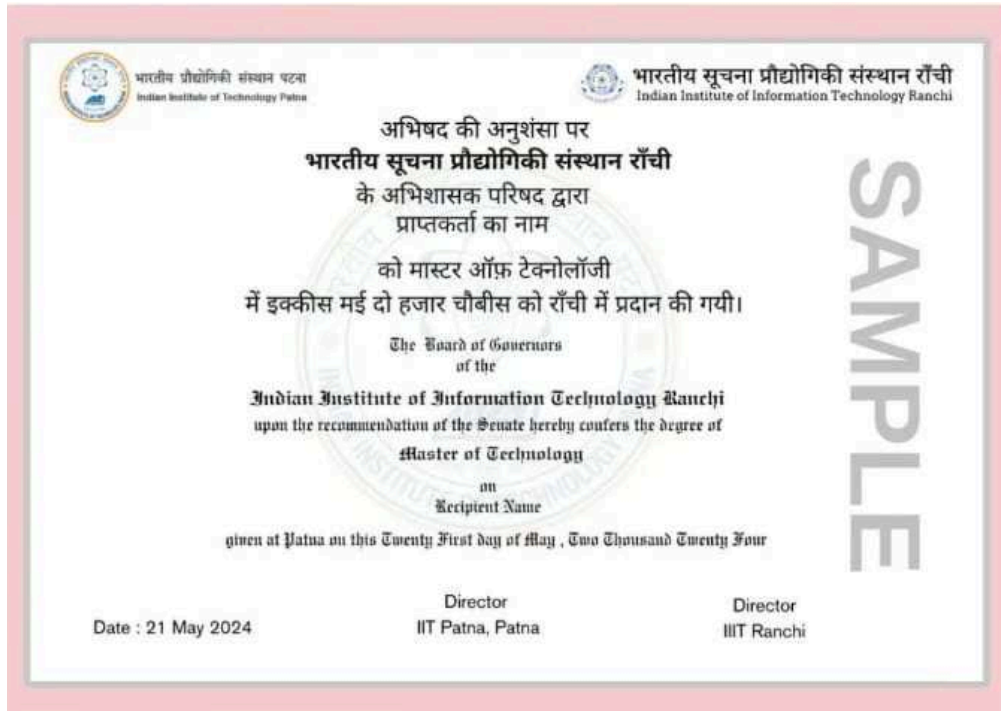 भारतीय प्रौद्योगिकी संस्थान पटना
Indian Institute of Technology Patna
भारतीय सूचना प्रौद्योगिकी संस्थान राँची
Indian Institute of Information Technology Ranchi
अभिषद की अनुशंसा पर
भारतीय सूचना प्रौद्योगिकी संस्थान राँची
के अभिशासक परिषद द्वारा
प्राप्तकर्ता का नाम
को मास्टर ऑफ़ टेक्नोलॉजी
में इक्कीस मई दो हजार चौबीस को राँची में प्रदान की गयी।
The Board of Governors
of the
Indian Institute of Information Technology Ranchi
upon the recommendation of the Senate hereby confers the degree of
Master of Technology
on
Recipient Name
given at Patna on this Twenty First day of May , Two Thousand Twenty Four
Date : 21 May 2024
Director
IIT Patna, Patna
Director
IIIT Ranchi
SAMPLE